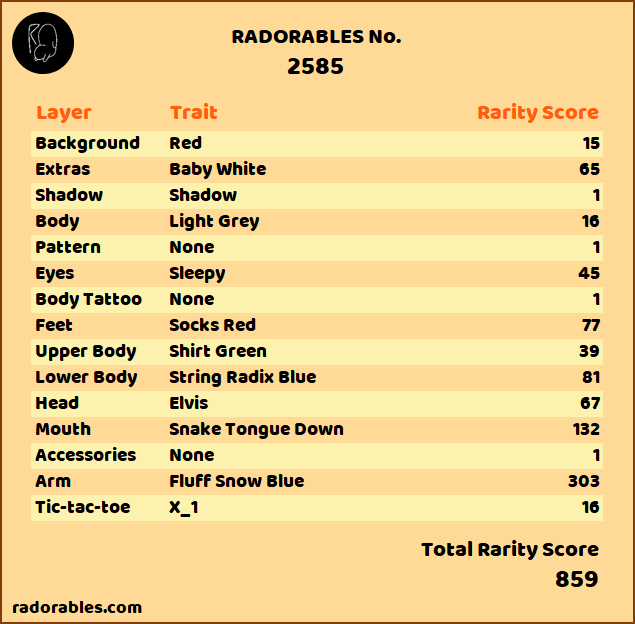 RADORABLES No.
2585
Layer Trait Rarity Score
Background Red 15
Extras Baby White 65
Shadow Shadow 1
Body Light Grey 16
Pattern None 1
Eyes Sleepy 45
Body Tattoo None 1
Feet Socks Red 77
Upper Body Shirt Green 39
Lower Body String Radix Blue 81
Head Elvis 67
Mouth Snake Tongue Down 132
Accessories None 1
Arm Fluff Snow Blue 303
Tic-tac-toe X_1 16
Total Rarity Score
859
radorables.com